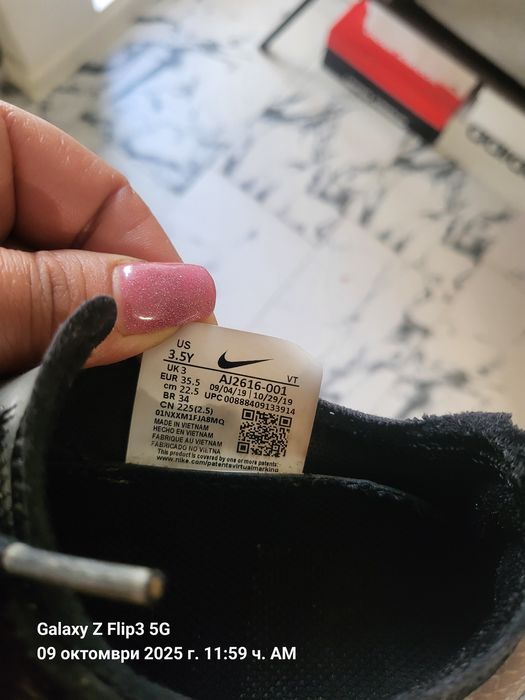 US
3.5Y
VT
UK 3
AJ2616-001
EUR 35.5
09/04/19 | 10/29/19
cm 22.5
UPC 00888409133914
BR 34
CN 225(2.5)
01NXXM1FJA8MQ
MADE IN VIETNAM
HECHO EN VIETNAM
FABRIQUE AU VIETNAM
FABRICADO NO VIETNA
This product is covered by one or more patents:
www.nike.com/patentsvirtualmarking
Galaxy Z Flip3 5G
09 октомври 2025 г. 11:59 ч. AM